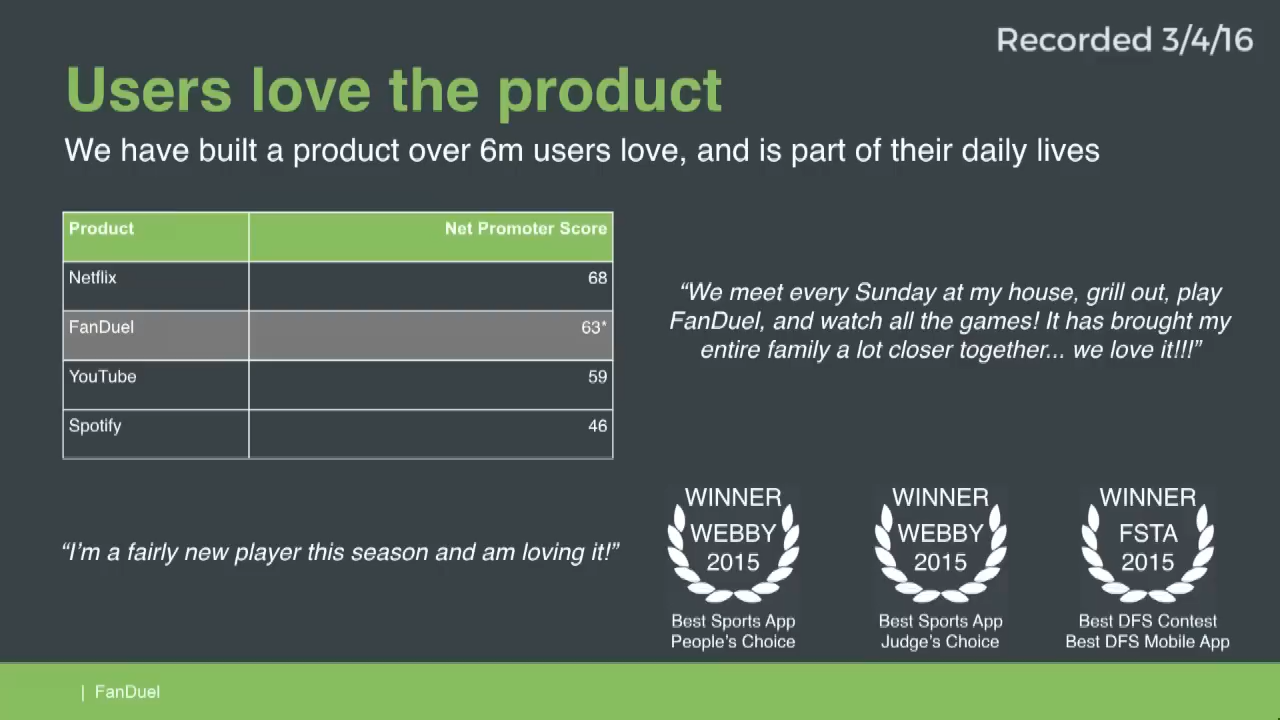 Recorded 3/4/16
Users love the product
We have built a product over 6m users love, and is part of their daily lives
Product Net Promoter Score
Netflix 68
FanDuel 63*
YouTube 59
Spotify 46
“We meet every Sunday at my house, grill out, play
FanDuel, and watch all the games! It has brought my
entire family a lot closer together... we love it!!!”
“I’m a fairly new player this season and am loving it!”
WINNER
WEBBY
2015
Best Sports App
People’s Choice
WINNER
WEBBY
2015
Best Sports App
Judge’s Choice
WINNER
FSTA
2015
Best DFS Contest
Best DFS Mobile App
| FanDuel